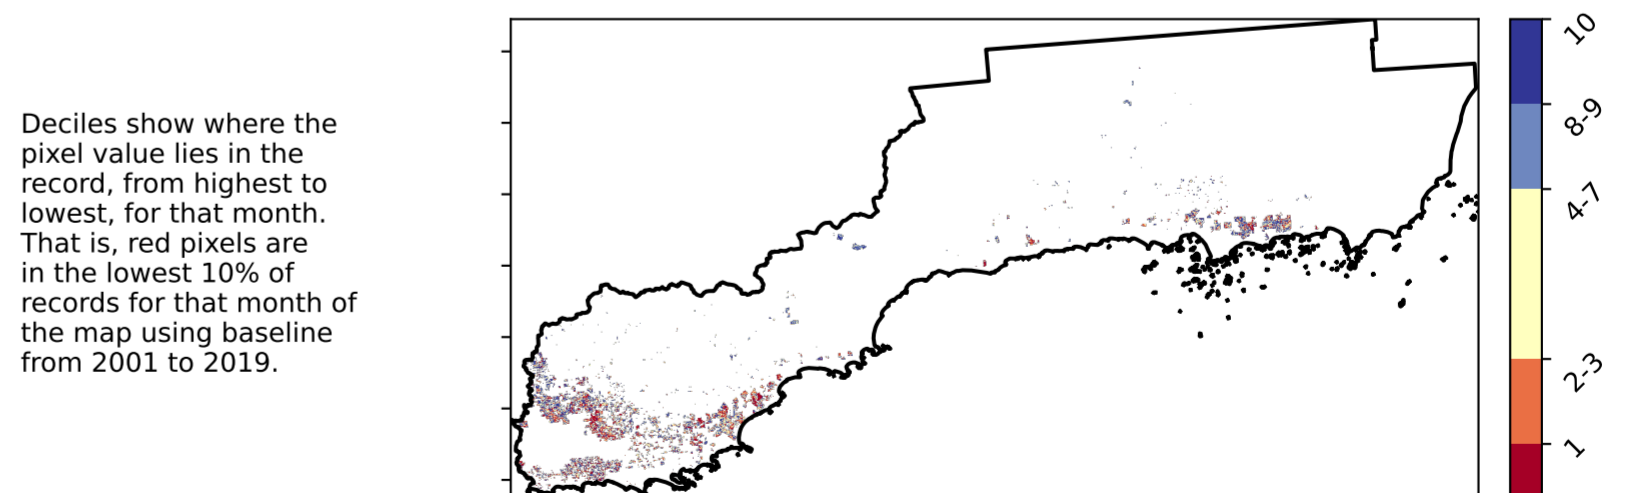 Deciles show where the
pixel value lies in the
record, from highest to
lowest, for that month.
That is, red pixels are
in the lowest 10% of
records for that month of
the map using baseline
from 2001 to 2019.
10
8-9
4-7
2-3
1